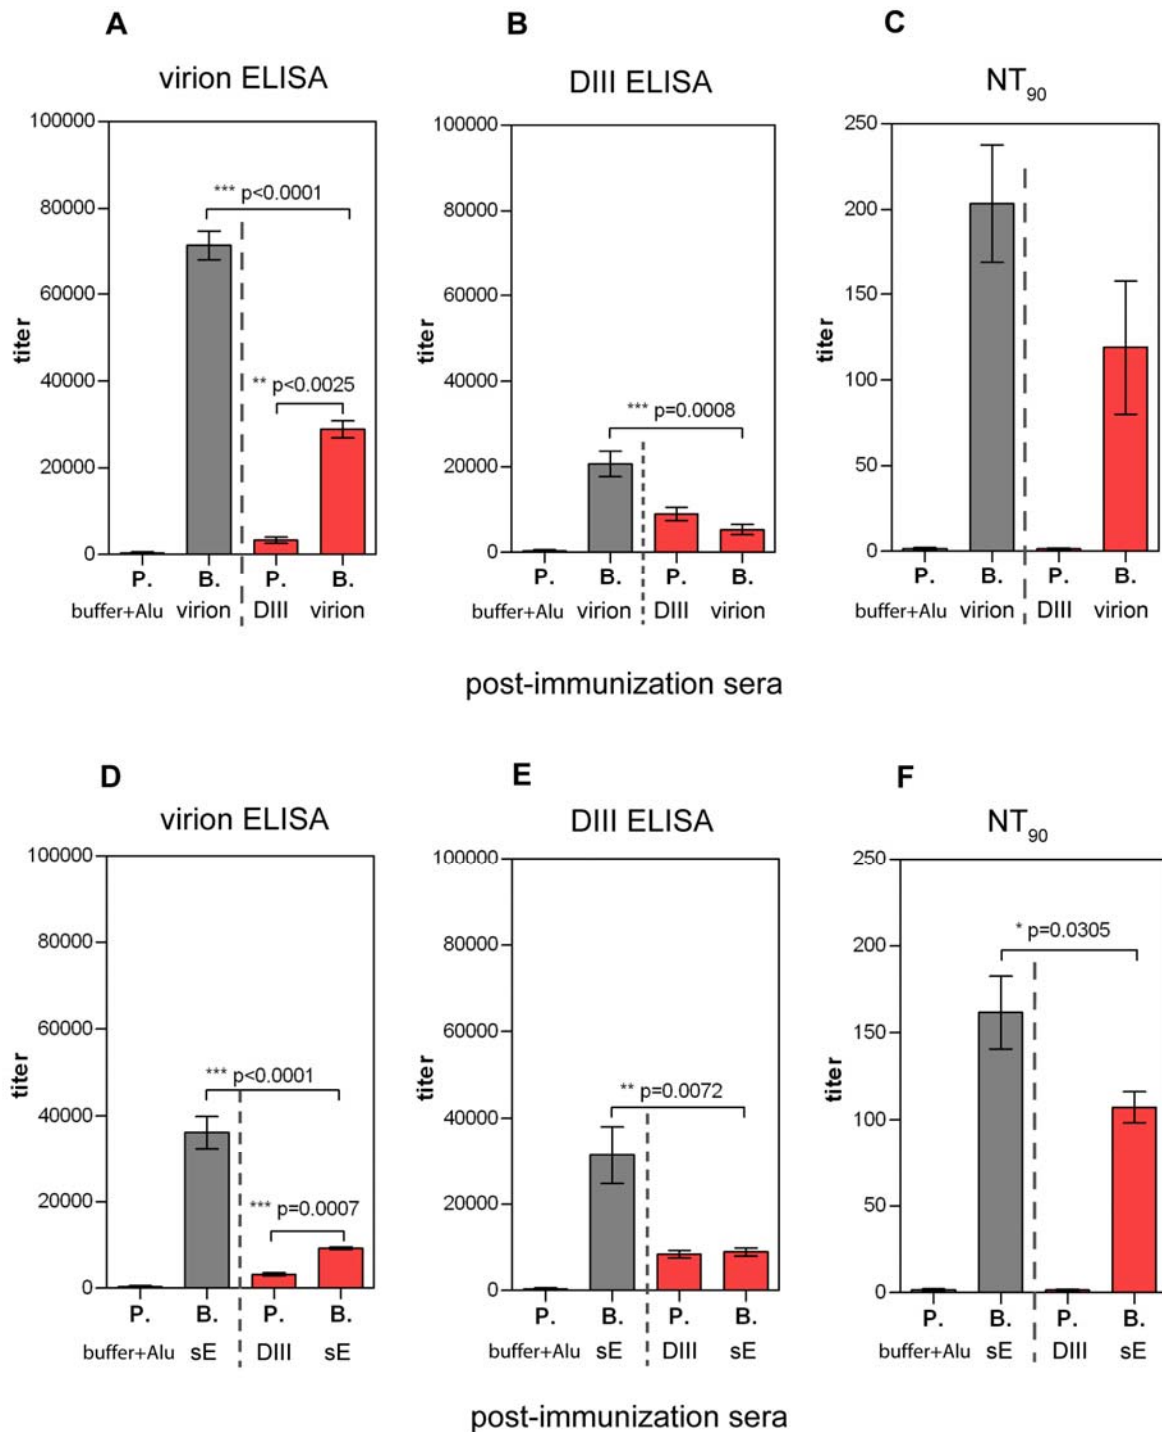 A
virion ELISA
titer
100000
80000
60000
40000
20000
0
*** p<0.0001
** p<0.0025
P. B. P. B.
buffer+Alu virion DIII virion
B
DIII ELISA
titer
100000
80000
60000
40000
20000
0
*** p=0.0008
P. B. P. B.
buffer+Alu virion DIII virion
C
NT90
titer
250
200
150
100
50
0
P. B. P. B.
buffer+Alu virion DIII virion
post-immunization sera
D
virion ELISA
titer
100000
80000
60000
40000
20000
0
*** p<0.0001
*** p=0.0007
P. B. P. B.
buffer+Alu sE DIII sE
E
DIII ELISA
titer
100000
80000
60000
40000
20000
0
** p=0.0072
P. B. P. B.
buffer+Alu sE DIII sE
F
NT90
titer
250
200
150
100
50
0
* p=0.0305
P. B. P. B.
buffer+Alu sE DIII sE
post-immunization sera